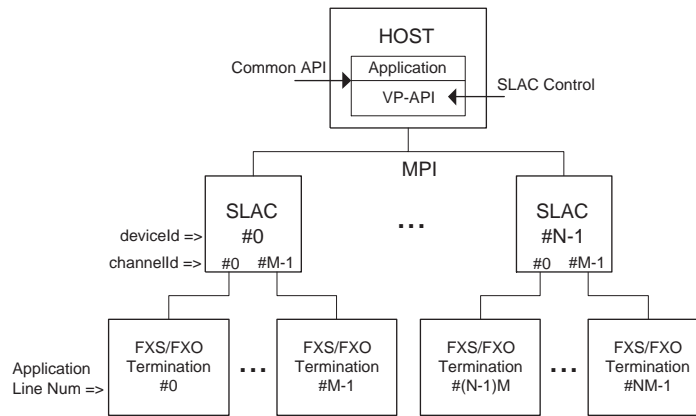 HOST
Common API
Application
VP-API
SLAC Control
MPI
SLAC
#0
...
SLAC
#N-1
deviceId =>
channelId =>
#0 #M-1
#0 #M-1
FXS/FXO
Termination
#0
...
FXS/FXO
Termination
#M-1
FXS/FXO
Termination
#(N-1)M
...
FXS/FXO
Termination
#NM-1
Application
Line Num =>